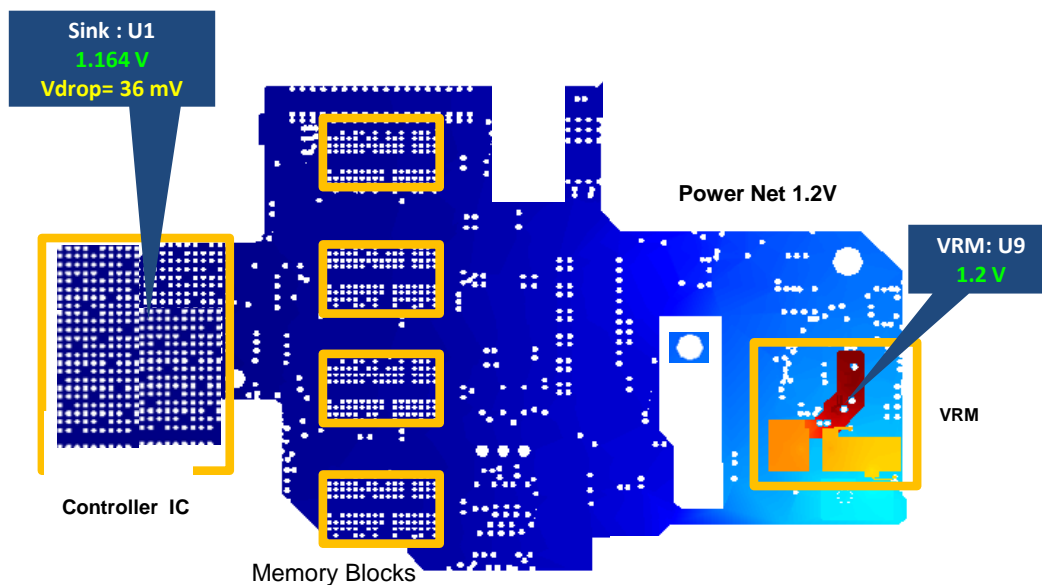 Sink : U1
1.164 V
Vdrop= 36 mV
Power Net 1.2V
VRM: U9
1.2 V
VRM
Controller IC
Memory Blocks